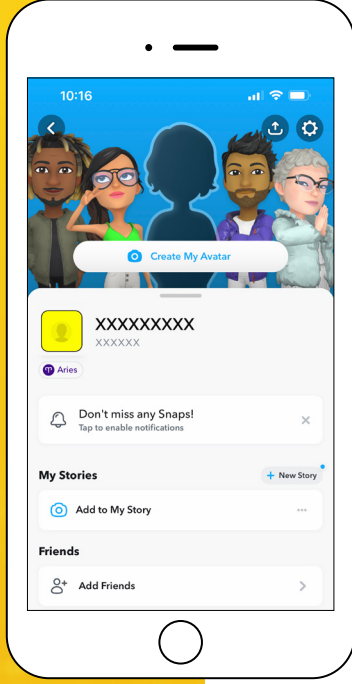 10:16
Create My Avatar
XXXXXXXXX
XXXXXX
Aries
Don't miss any Snaps!
Tap to enable notifications
My Stories
+ New Story
Add to My Story
Friends
Add Friends